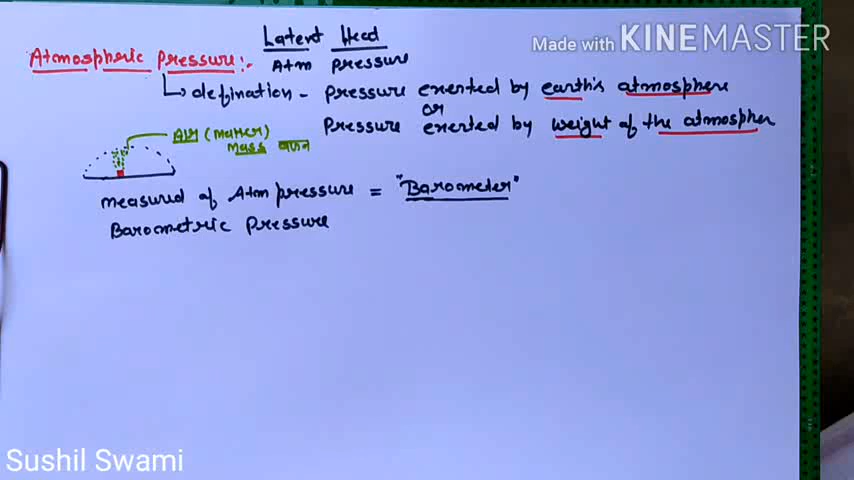 Latent Head
Made with KINEMASTER
Atmospheric Pressure:-
Atm pressure
defination - pressure exerted by earth's atmosphere
or
Pressure exerted by weight of the atmospher
AIR (matter)
mass वजन
measured of Atm pressure = "Barometer"
Barometric Pressure
Sushil Swami